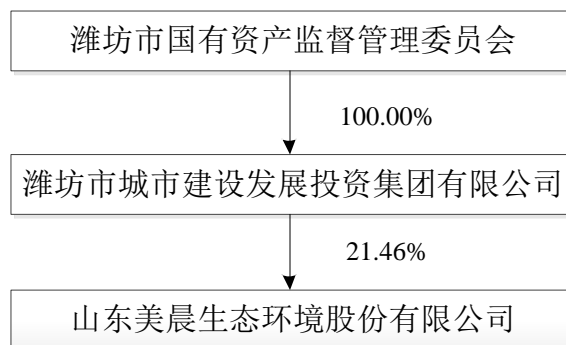 潍坊市国有资产监督管理委员会
100.00%
潍坊市城市建设发展投资集团有限公司
21.46%
山东美晨生态环境股份有限公司